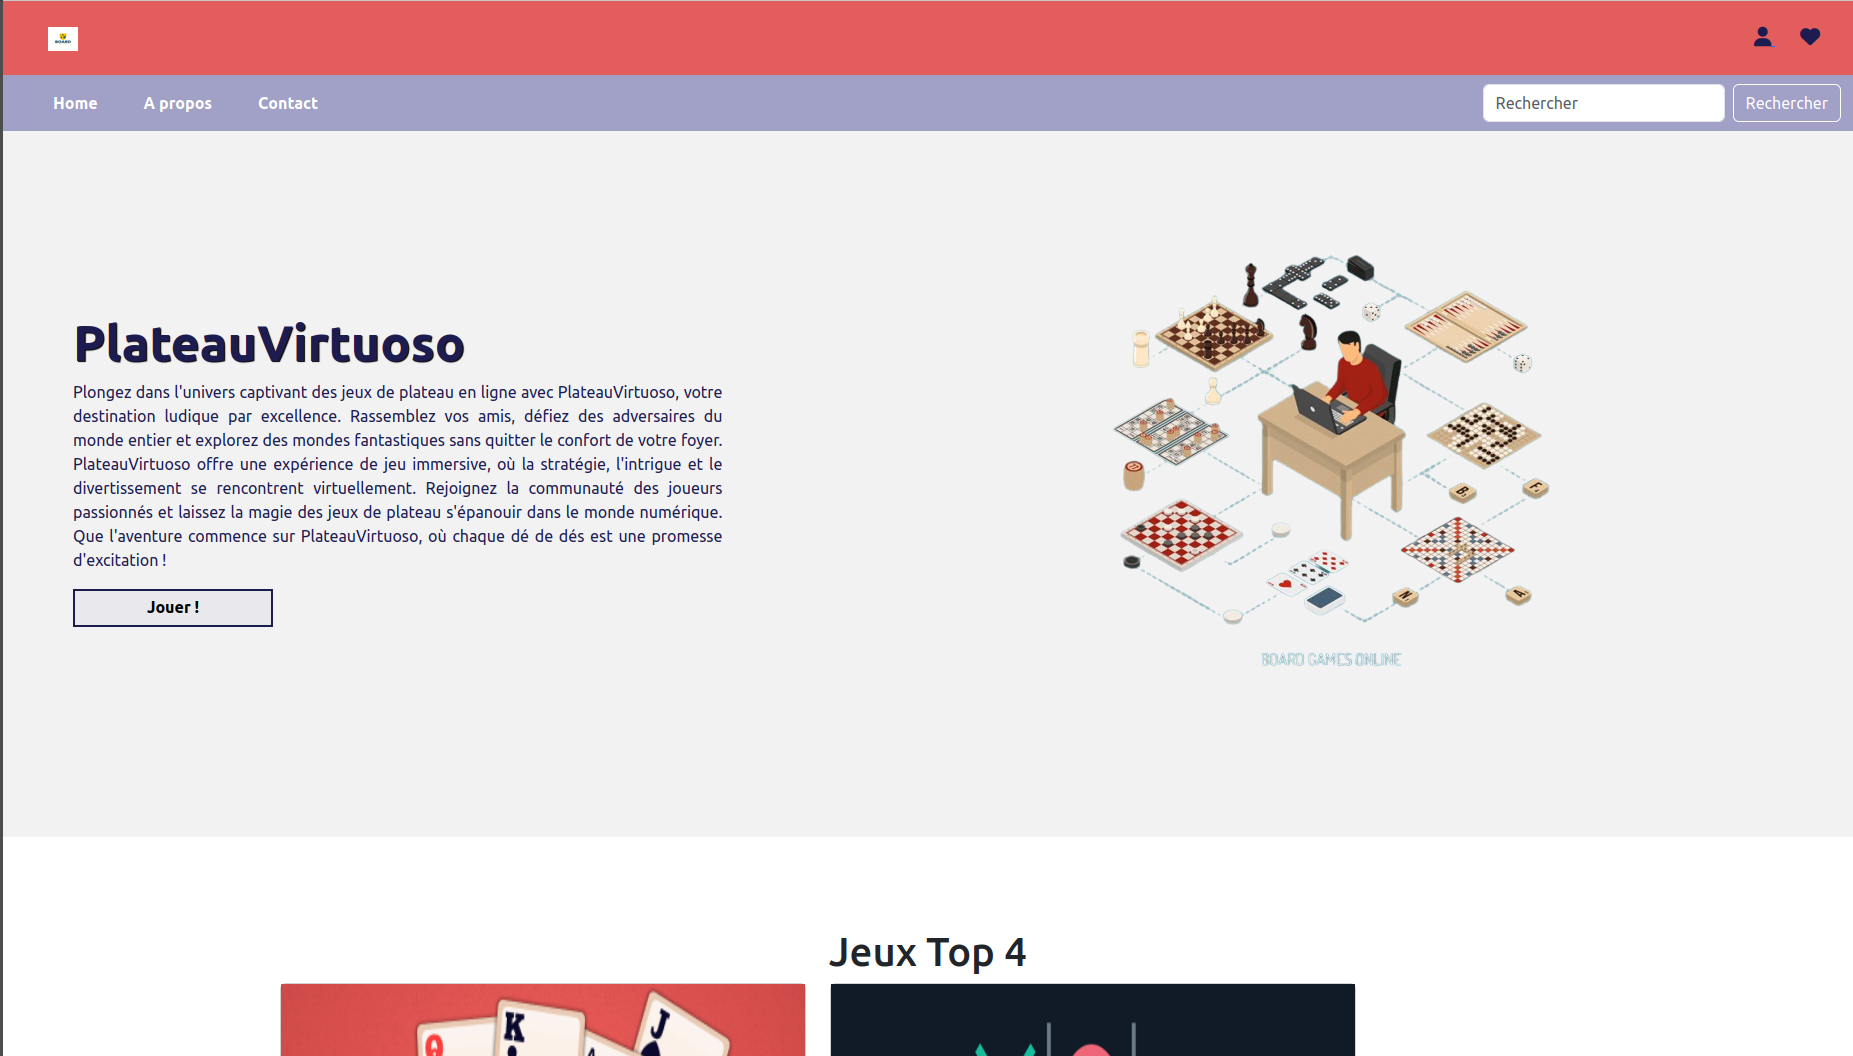 BOARD
Home A propos Contact Rechercher Rechercher
PlateauVirtuoso
Plongez dans l'univers captivant des jeux de plateau en ligne avec PlateauVirtuoso, votre
destination ludique par excellence. Rassemblez vos amis, défiez des adversaires du
monde entier et explorez des mondes fantastiques sans quitter le confort de votre foyer.
PlateauVirtuoso offre une expérience de jeu immersive, où la stratégie, l'intrigue et le
divertissement se rencontrent virtuellement. Rejoignez la communauté des joueurs
passionnés et laissez la magie des jeux de plateau s'épanouir dans le monde numérique.
Que l'aventure commence sur PlateauVirtuoso, où chaque dé de dés est une promesse
d'excitation !
Jouer !
B
F
N
A
BOARD GAMES ONLINE
Jeux Top 4
Q
K
A
J